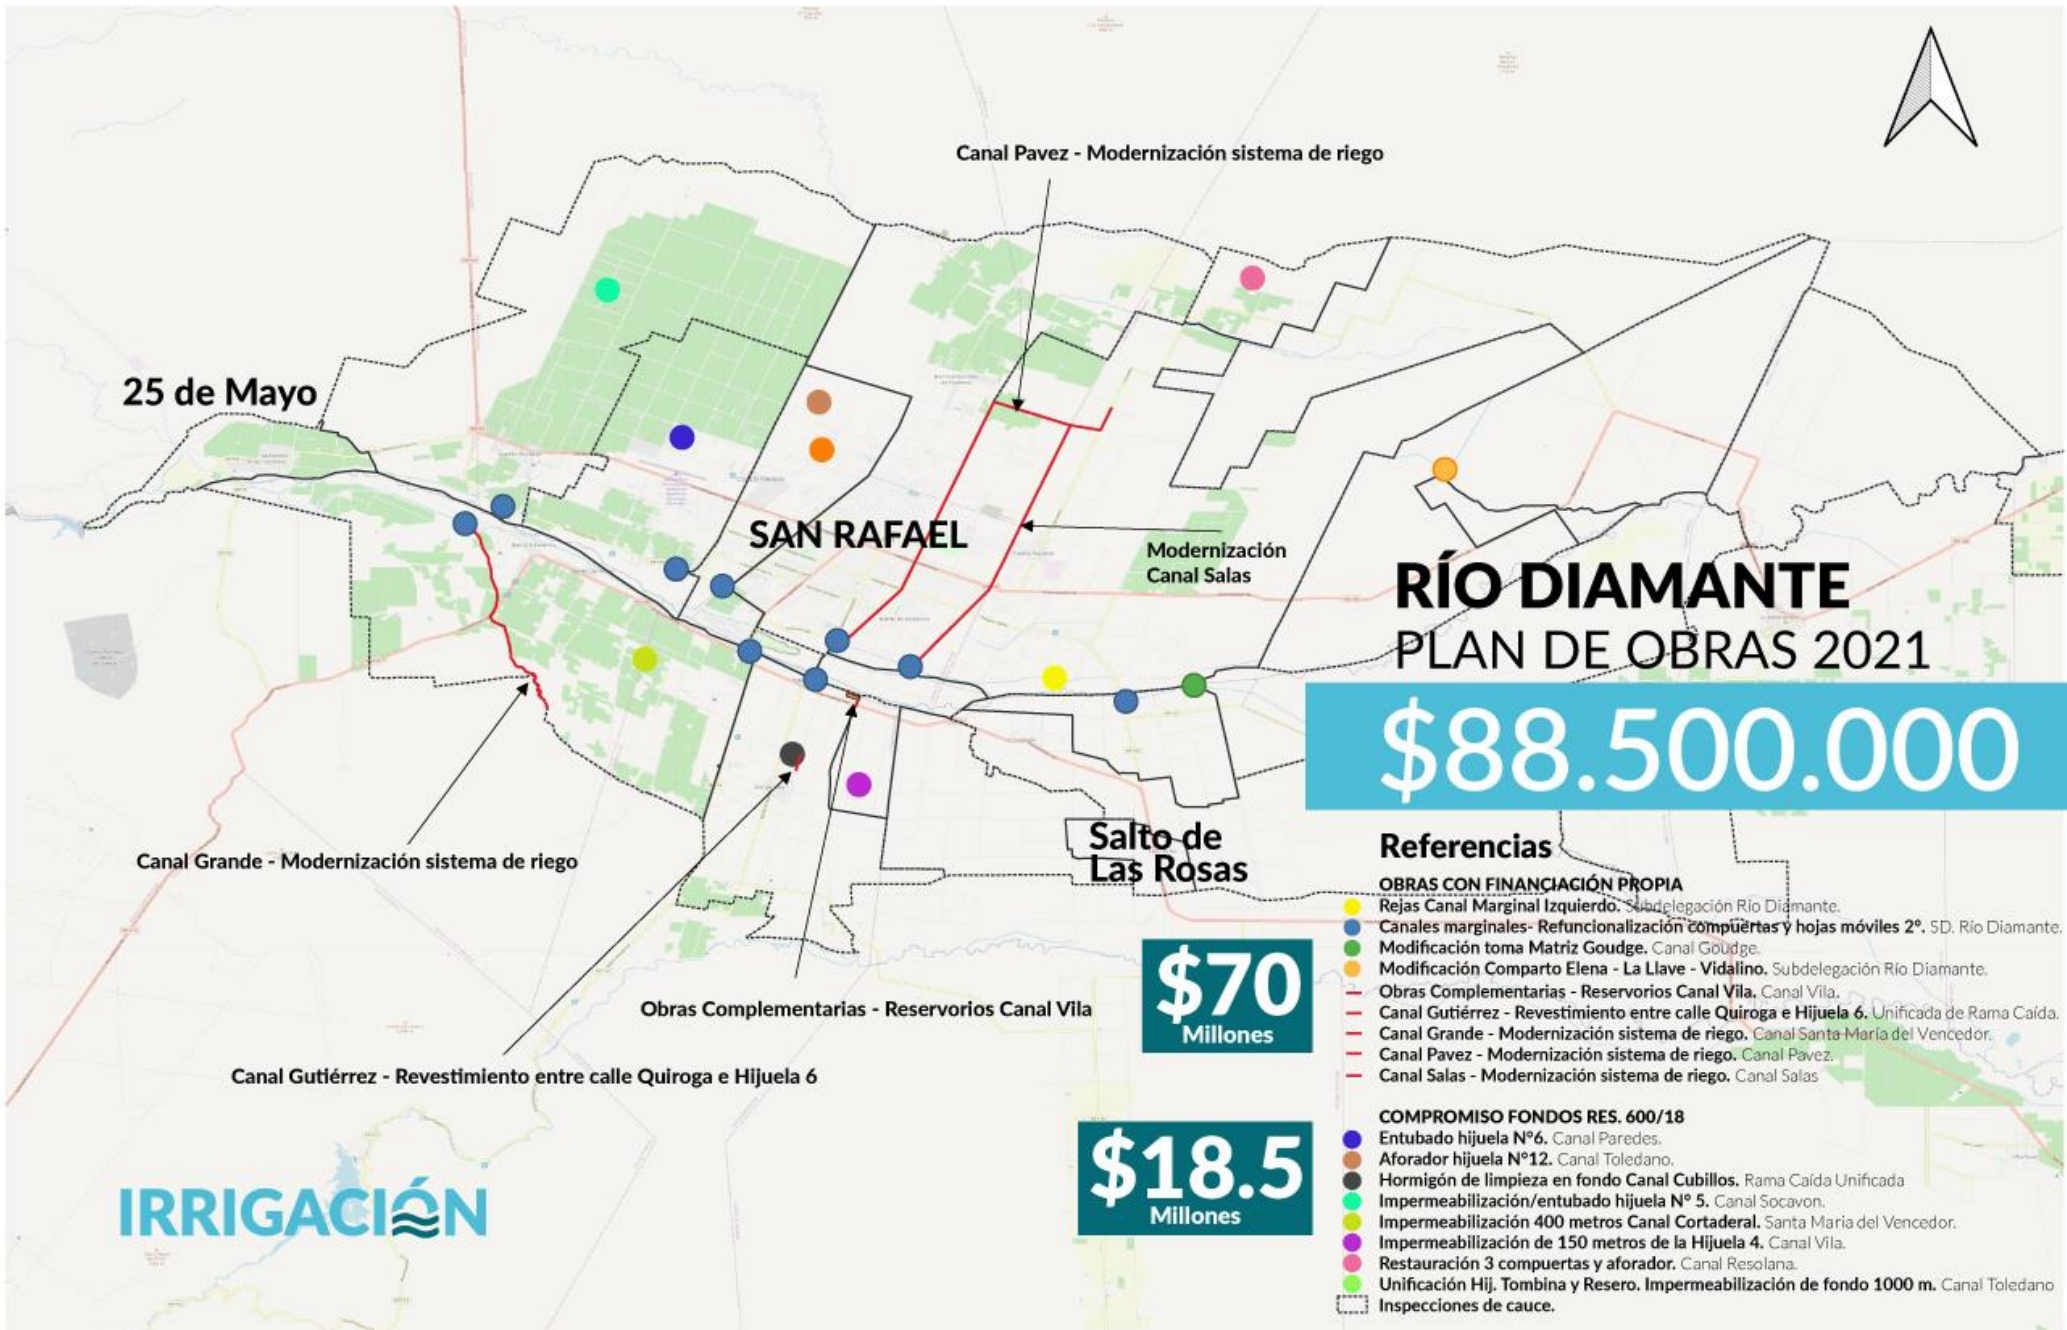 Canal Pavez - Modernización sistema de riego
25 de Mayo
SAN RAFAEL
Modernización
Canal Salas
RÍO DIAMANTE
PLAN DE OBRAS 2021
$88.500.000
Canal Grande - Modernización sistema de riego
Salto de
Las Rosas
Obras Complementarias - Reservorios Canal Vila
Canal Gutiérrez - Revestimiento entre calle Quiroga e Hijuela 6
IRRIGACIÓN
$70
Millones
$18.5
Millones
Referencias
OBRAS CON FINANCIACIÓN PROPIA
Rejas Canal Marginal Izquierdo. Subdelegación Río Diamante.
Canales marginales- Refuncionalización compuertas y hojas móviles 2°. SD. Río Diamante.
Modificación toma Matriz Goudge. Canal Goudge.
Modificación Comparto Elena - La Llave - Vidalino. Subdelegación Río Diamante.
Obras Complementarias - Reservorios Canal Vila. Canal Vila.
Canal Gutiérrez - Revestimiento entre calle Quiroga e Hijuela 6. Unificada de Rama Caída.
Canal Grande - Modernización sistema de riego. Canal Santa María del Vencedor.
Canal Pavez - Modernización sistema de riego. Canal Pavez.
Canal Salas - Modernización sistema de riego. Canal Salas
COMPROMISO FONDOS RES. 600/18
Entubado hijuela N°6. Canal Paredes.
Aforador hijuela N°12. Canal Toledano.
Hormigón de limpieza en fondo Canal Cubillos. Rama Caída Unificada
Impermeabilización/entubado hijuela N° 5. Canal Socavon.
Impermeabilización 400 metros Canal Cortaderal. Santa Maria del Vencedor.
Impermeabilización de 150 metros de la Hijuela 4. Canal Vila.
Restauración 3 compuertas y aforador. Canal Resolana.
Unificación Hij. Tombina y Resero. Impermeabilización de fondo 1000 m. Canal Toledano
Inspecciones de cauce.